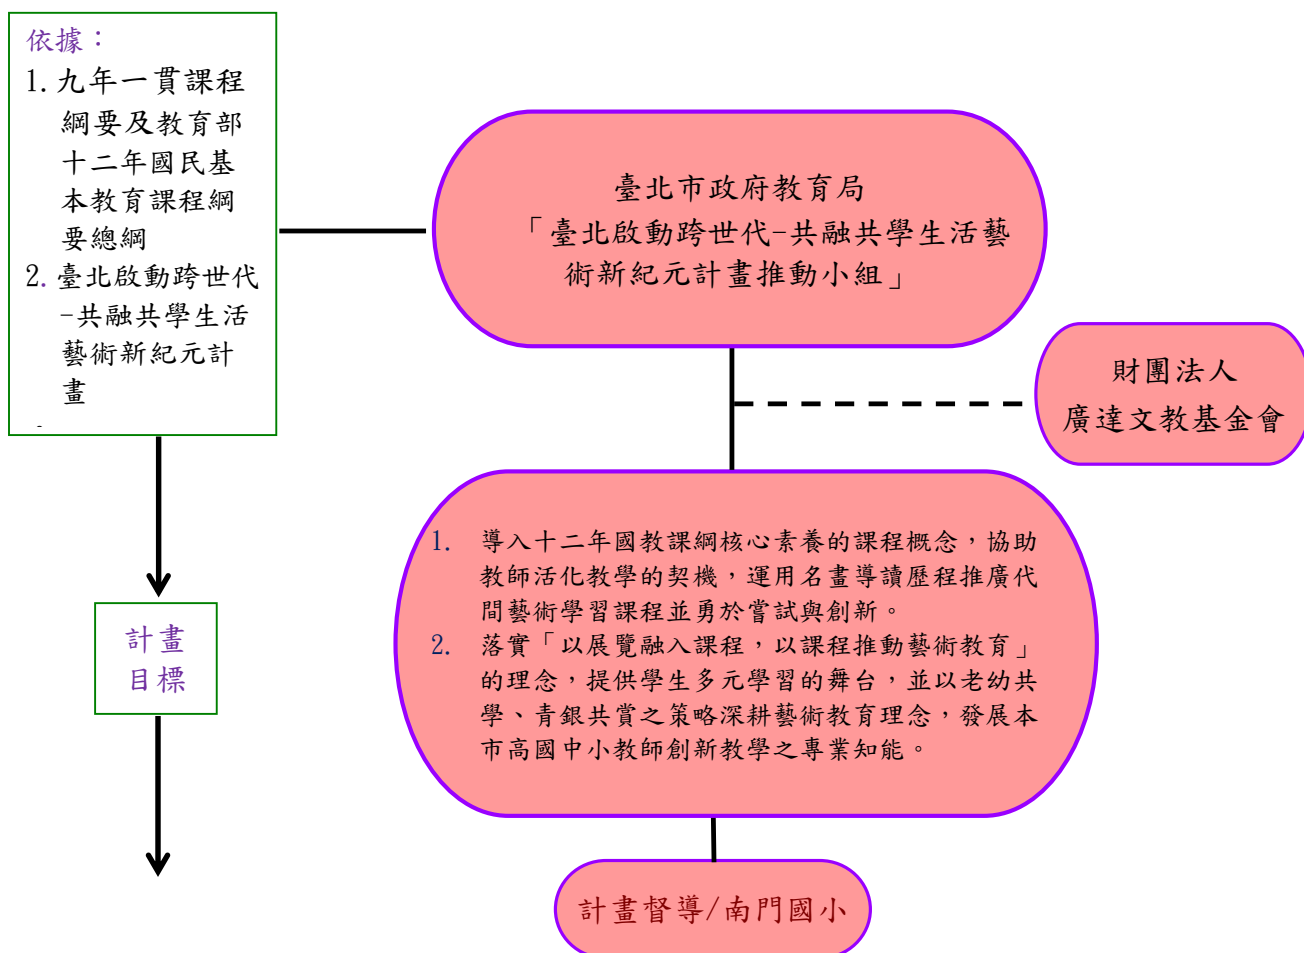 依據：
1. 九年一貫課程
綱要及教育部
十二年國民基
本教育課程綱
要總綱
2. 臺北啟動跨世代
-共融共學生活
藝術新紀元計
畫
臺北市政府教育局
「臺北啟動跨世代-共融共學生活藝
術新紀元計畫推動小組」
財團法人
廣達文教基金會
1. 導入十二年國教課綱核心素養的課程概念，協助
教師活化教學的契機，運用名畫導讀歷程推廣代
間藝術學習課程並勇於嘗試與創新。
2. 落實「以展覽融入課程，以課程推動藝術教育」
的理念，提供學生多元學習的舞台，並以老幼共
學、青銀共賞之策略深耕藝術教育理念，發展本
市高國中小教師創新教學之專業知能。
計畫
目標
計畫督導/南門國小